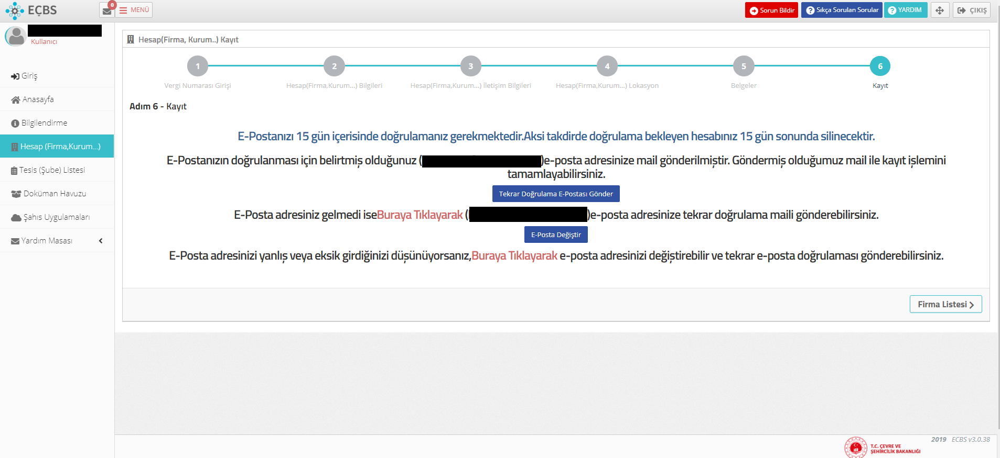 EÇBS
0
MENÜ
Sorun Bildir
Sıkça Sorulan Sorular
YARDIM
ÇIKIŞ
Kullanıcı
Giriş
Anasayfa
Bilgilendirme
Hesap (Firma,Kurum...)
Tesis (Şube) Listesi
Doküman Havuzu
Şahıs Uygulamaları
Yardım Masası
Hesap(Firma, Kurum..) Kayıt
1
2
3
4
5
6
Vergi Numarası Girişi
Hesap(Firma,Kurum...) Bilgileri
Hesap(Firma,Kurum...) İletişim Bilgileri
Hesap(Firma,Kurum...) Lokasyon
Belgeler
Kayıt
Adım 6 - Kayıt
E-Postanızı 15 gün içerisinde doğrulamanız gerekmektedir.Aksi takdirde doğrulama bekleyen hesabınız 15 gün sonunda silinecektir.
E-Postanızın doğrulanması için belirtmiş olduğunuz ( )e-posta adresinize mail gönderilmiştir. Göndermiş olduğumuz mail ile kayıt işlemini
tamamlayabilirsiniz.
Tekrar Doğrulama E-Postası Gönder
E-Posta adresiniz gelmedi iseBuraya Tıklayarak ( )e-posta adresinize tekrar doğrulama maili gönderebilirsiniz.
E-Posta Değiştir
E-Posta adresinizi yanlış veya eksik girdiğinizi düşünüyorsanız,Buraya Tıklayarak e-posta adresinizi değiştirebilir ve tekrar e-posta doğrulaması gönderebilirsiniz.
Firma Listesi
T.C. ÇEVRE VE
ŞEHİRCİLİK BAKANLIĞI
2019 ECBS v3.0.38